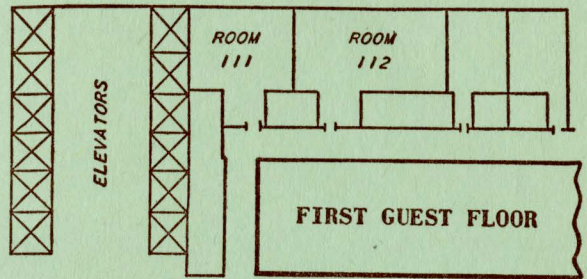 ROOM
111
ROOM
112
ELEVATORS
FIRST GUEST FLOOR